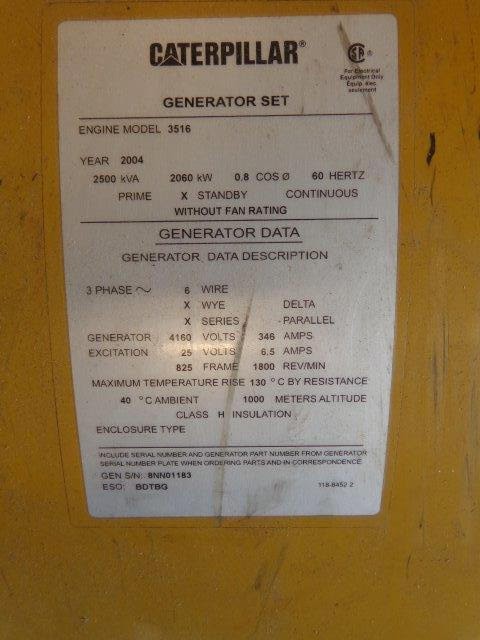 CATERPILLAR®
SA ®
For Electrical
Equipment Only
Equip. élec
seulement
GENERATOR SET
ENGINE MODEL 3516
YEAR 2004
2500 kVA 2060 kW 0.8 COS Ø 60 HERTZ
PRIME X STANDBY CONTINUOUS
WITHOUT FAN RATING
GENERATOR DATA
GENERATOR DATA DESCRIPTION
3 PHASE ~ 6 WIRE
X WYE DELTA
X SERIES PARALLEL
GENERATOR 4160 VOLTS 346 AMPS
EXCITATION 25 VOLTS 6.5 AMPS
825 FRAME 1800 REV/MIN
MAXIMUM TEMPERATURE RISE 130 °C BY RESISTANCE
40 °C AMBIENT 1000 METERS ALTITUDE
CLASS H INSULATION
ENCLOSURE TYPE
INCLUDE SERIAL NUMBER AND GENERATOR PART NUMBER FROM GENERATOR
SERIAL NUMBER PLATE WHEN ORDERING PARTS AND IN CORRESPONDENCE
GEN S/N: 8NN01183
ESO: BDTBG 118-8452 2